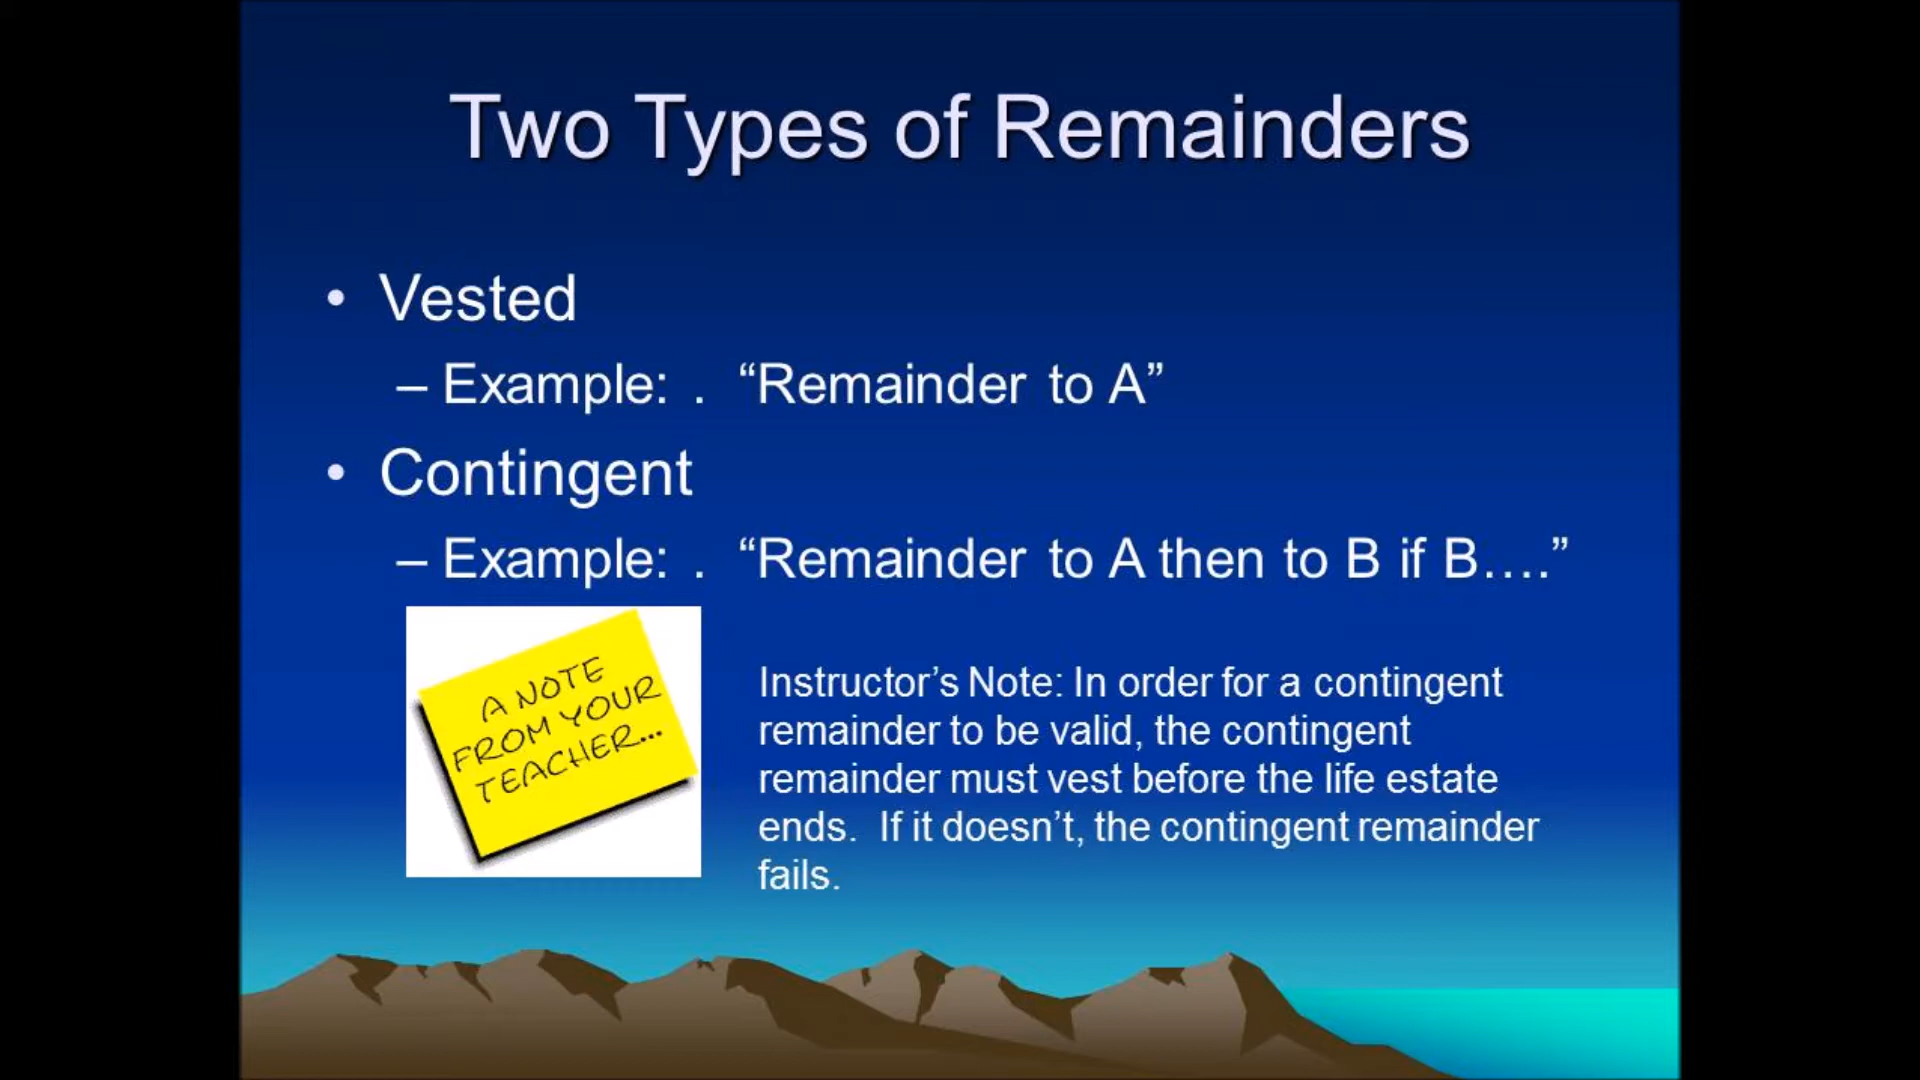 Two Types of Remainders
• Vested
– Example: . “Remainder to A”
• Contingent
– Example: . “Remainder to A then to B if B….”
A NOTE
FROM YOUR
TEACHER...
Instructor’s Note: In order for a contingent
remainder to be valid, the contingent
remainder must vest before the life estate
ends. If it doesn’t, the contingent remainder
fails.